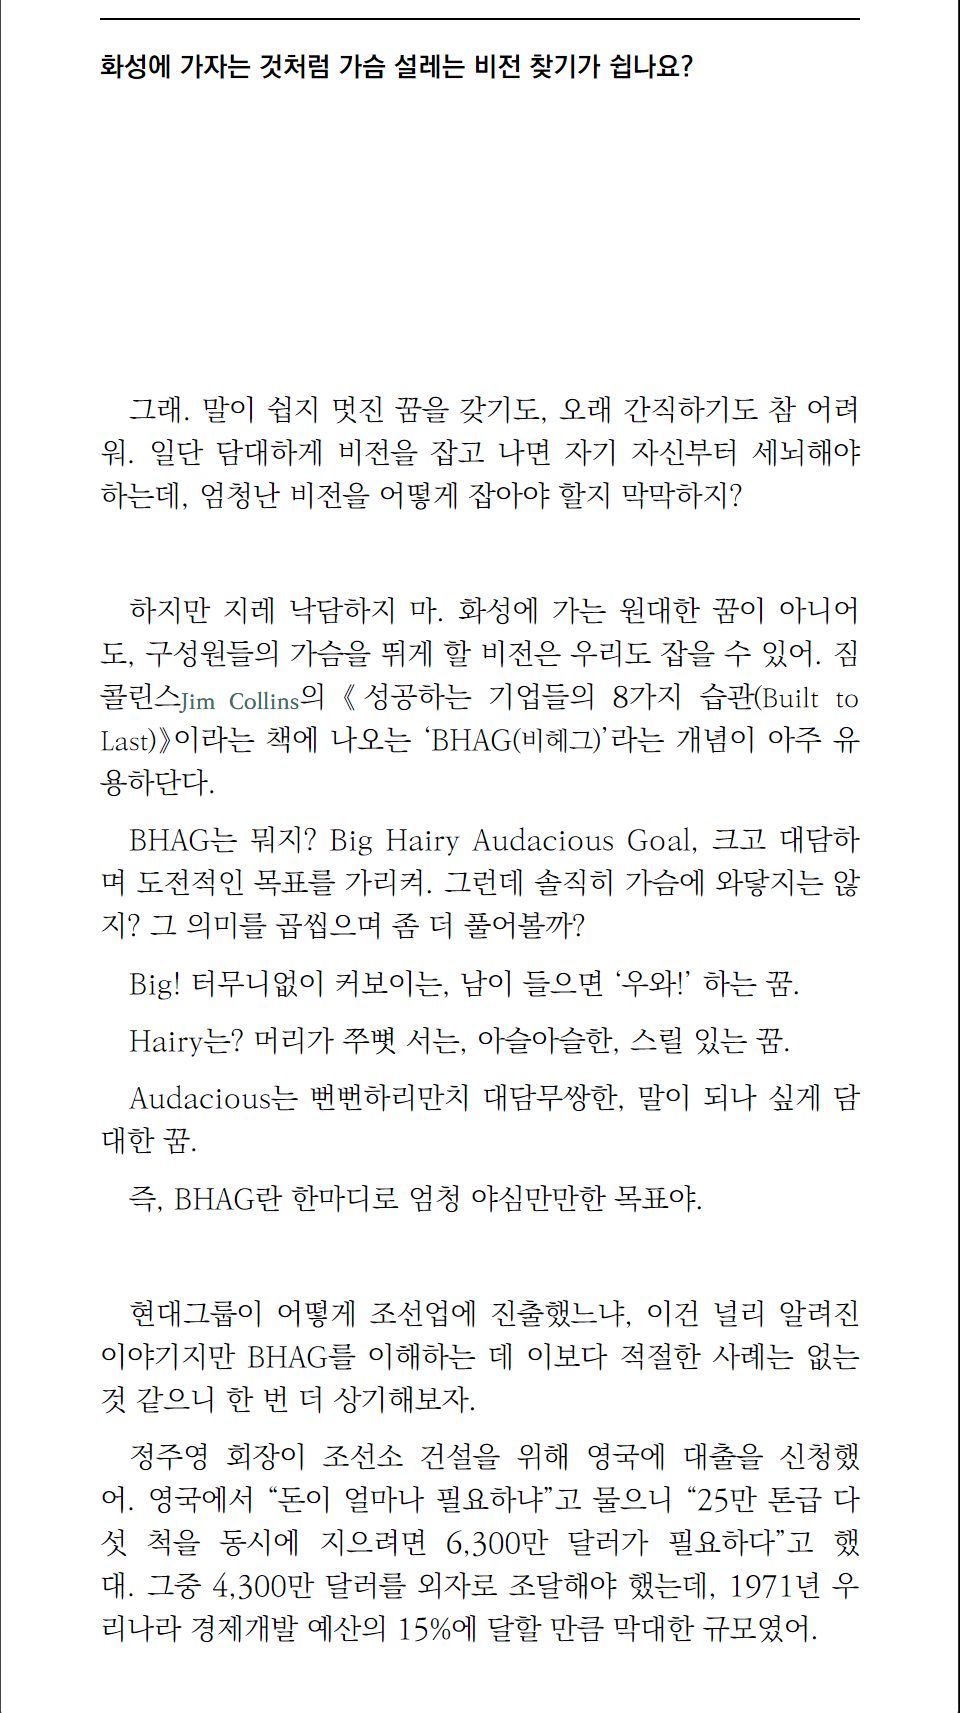 화성에 가자는 것처럼 가슴 설레는 비전 찾기가 쉽나요?
그래. 말이 쉽지 멋진 꿈을 갖기도, 오래 간직하기도 참 어려
워. 일단 담대하게 비전을 잡고 나면 자기 자신부터 세뇌해야
하는데, 엄청난 비전을 어떻게 잡아야 할지 막막하지?
하지만 지레 낙담하지 마. 화성에 가는 원대한 꿈이 아니어
도, 구성원들의 가슴을 뛰게 할 비전은 우리도 잡을 수 있어. 짐
콜린스Jim Collins의 《성공하는 기업들의 8가지 습관(Built to
Last)》이라는 책에 나오는 ‘BHAG(비헤그)’라는 개념이 아주 유
용하단다.
BHAG는 뭐지? Big Hairy Audacious Goal, 크고 대담하
며 도전적인 목표를 가리켜. 그런데 솔직히 가슴에 와닿지는 않
지? 그 의미를 곱씹으며 좀 더 풀어볼까?
Big! 터무니없이 커보이는, 남이 들으면 ‘우와!’ 하는 꿈.
Hairy는? 머리가 쭈뼛 서는, 아슬아슬한, 스릴 있는 꿈.
Audacious는 뻔뻔하리만치 대담무쌍한, 말이 되나 싶게 담
대한 꿈.
즉, BHAG란 한마디로 엄청 야심만만한 목표야.
현대그룹이 어떻게 조선업에 진출했느냐, 이건 널리 알려진
이야기지만 BHAG를 이해하는 데 이보다 적절한 사례는 없는
것 같으니 한 번 더 상기해보자.
정주영 회장이 조선소 건설을 위해 영국에 대출을 신청했
어. 영국에서 “돈이 얼마나 필요하냐”고 물으니 “25만 톤급 다
섯 척을 동시에 지으려면 6,300만 달러가 필요하다”고 했
대. 그중 4,300만 달러를 외자로 조달해야 했는데, 1971년 우
리나라 경제개발 예산의 15%에 달할 만큼 막대한 규모였어.